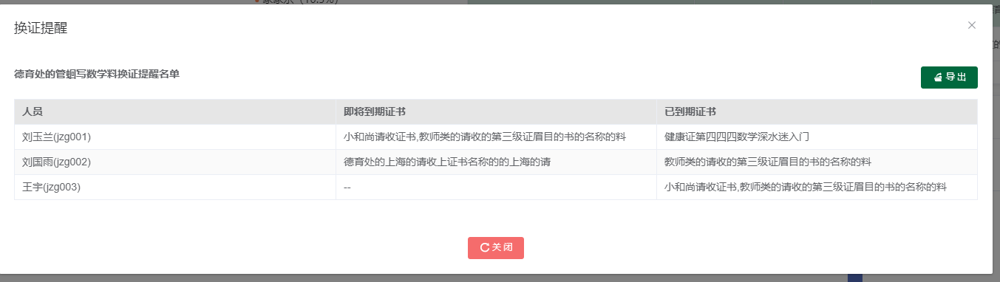 换证提醒
德育处的管蛔写数学料换证提醒名单
导出
人员 即将到期证书 已到期证书
刘玉兰(jzg001) 小和尚请收证书,教师类的请收的第三级证眉目的书的名称的料 健康证第四四四数学深水迷入门
刘国雨(jzg002) 德育处的上海的请收上证书名称的的上海的请 教师类的请收的第三级证眉目的书的名称的料
王宇(jzg003) -- 小和尚请收证书,教师类的请收的第三级证眉目的书的名称的料
关闭